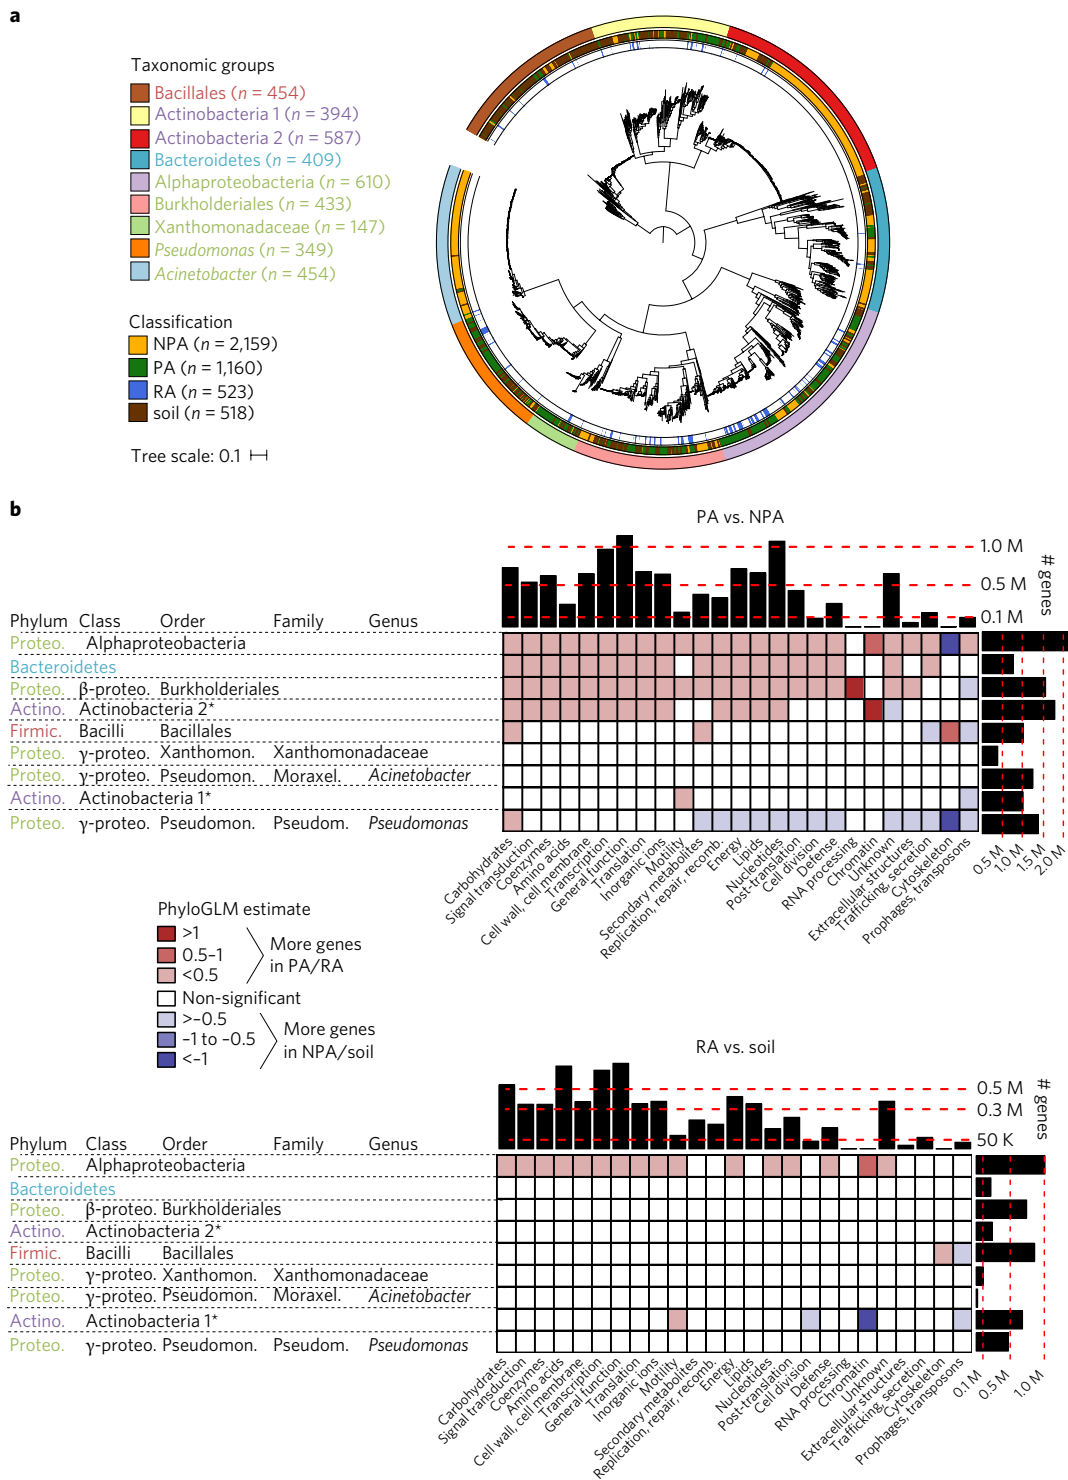 a
Taxonomic groups
Bacillales (n = 454)
Actinobacteria 1 (n = 394)
Actinobacteria 2 (n = 587)
Bacteroidetes (n = 409)
Alphaproteobacteria (n = 610)
Burkholderiales (n = 433)
Xanthomonadaceae (n = 147)
Pseudomonas (n = 349)
Acinetobacter (n = 454)
Classification
NPA (n = 2,159)
PA (n = 1,160)
RA (n = 523)
soil (n = 518)
Tree scale: 0.1
b
PA vs. NPA
1.0 M
0.5 M
0.1 M
# genes
Phylum Class Order Family Genus
Proteo. Alphaproteobacteria
Bacteroidetes
Proteo. β-proteo. Burkholderiales
Actino. Actinobacteria 2*
Firmic. Bacilli Bacillales
Proteo. γ-proteo. Xanthomon. Xanthomonadaceae
Proteo. γ-proteo. Pseudomon. Moraxel. Acinetobacter
Actino. Actinobacteria 1*
Proteo. γ-proteo. Pseudomon. Pseudom. Pseudomonas
Carbohydrates
Signal transduction
Coenzymes
Amino acids
Cell wall, cell membrane
Transcription
General function
Translation
Inorganic ions
Motility
Secondary metabolites
Replication, repair, recomb.
Energy
Lipids
Nucleotides
Post-translation
Cell division
Defense
RNA processing
Chromatin
Unknown
Extracellular structures
Trafficking, secretion
Cytoskeleton
Prophages, transposons
0.5 M
1.0 M
1.5 M
2.0 M
PhyloGLM estimate
>1
0.5–1
<0.5
More genes
in PA/RA
Non-significant
>–0.5
–1 to –0.5
<–1
More genes
in NPA/soil
RA vs. soil
0.5 M
0.3 M
50 K
# genes
Phylum Class Order Family Genus
Proteo. Alphaproteobacteria
Bacteroidetes
Proteo. β-proteo. Burkholderiales
Actino. Actinobacteria 2*
Firmic. Bacilli Bacillales
Proteo. γ-proteo. Xanthomon. Xanthomonadaceae
Proteo. γ-proteo. Pseudomon. Moraxel. Acinetobacter
Actino. Actinobacteria 1*
Proteo. γ-proteo. Pseudomon. Pseudom. Pseudomonas
Carbohydrates
Signal transduction
Coenzymes
Amino acids
Cell wall, cell membrane
Transcription
General function
Translation
Inorganic ions
Motility
Secondary metabolites
Replication, repair, recomb.
Energy
Lipids
Nucleotides
Post-translation
Cell division
Defense
RNA processing
Chromatin
Unknown
Extracellular structures
Trafficking, secretion
Cytoskeleton
Prophages, transposons
0.1 M
0.5 M
1.0 M